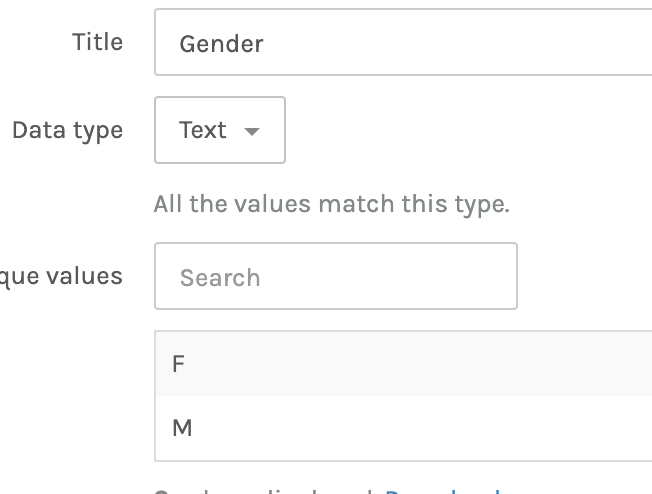 Title Gender
Data type Text
All the values match this type.
que values Search
F
M